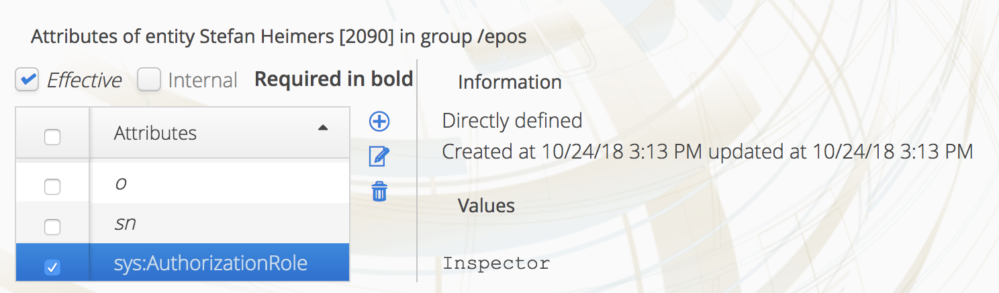 Attributes of entity Stefan Heimers [2090] in group /epos
Effective Internal Required in bold
Attributes
o
sn
sys:AuthorizationRole
Information
Directly defined
Created at 10/24/18 3:13 PM updated at 10/24/18 3:13 PM
Values
Inspector